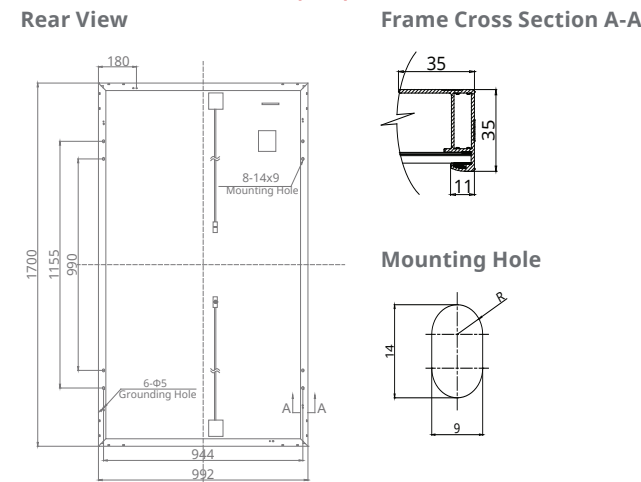 Rear View
Frame Cross Section A-A
180
35
35
11
8-14x9
Mounting Hole
1700
1155
990
Mounting Hole
R
14
9
6-Φ5
Grounding Hole
A
A
944
992